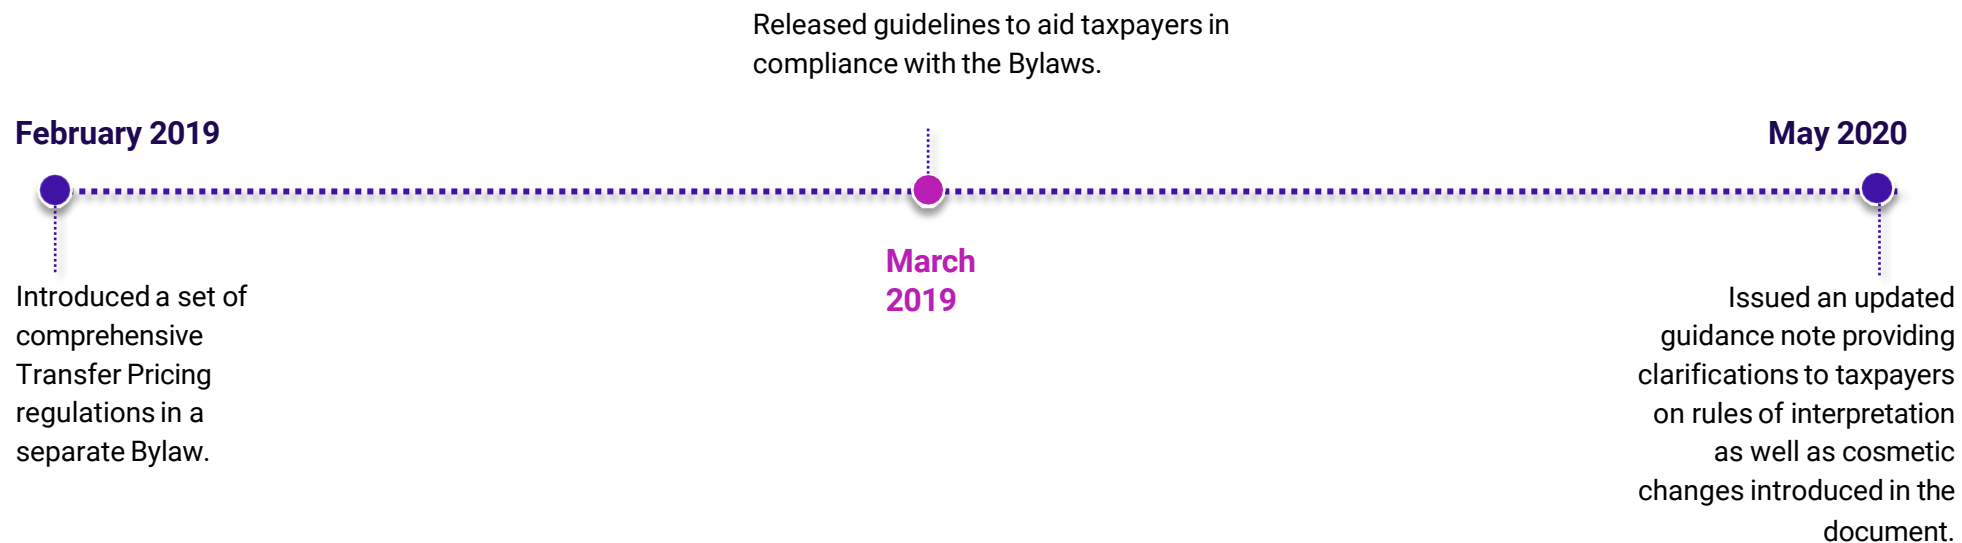 Released guidelines to aid taxpayers in
compliance with the Bylaws.
February 2019
May 2020
March
2019
Introduced a set of
comprehensive
Transfer Pricing
regulations in a
separate Bylaw.
Issued an updated
guidance note providing
clarifications to taxpayers
on rules of interpretation
as well as cosmetic
changes introduced in the
document.